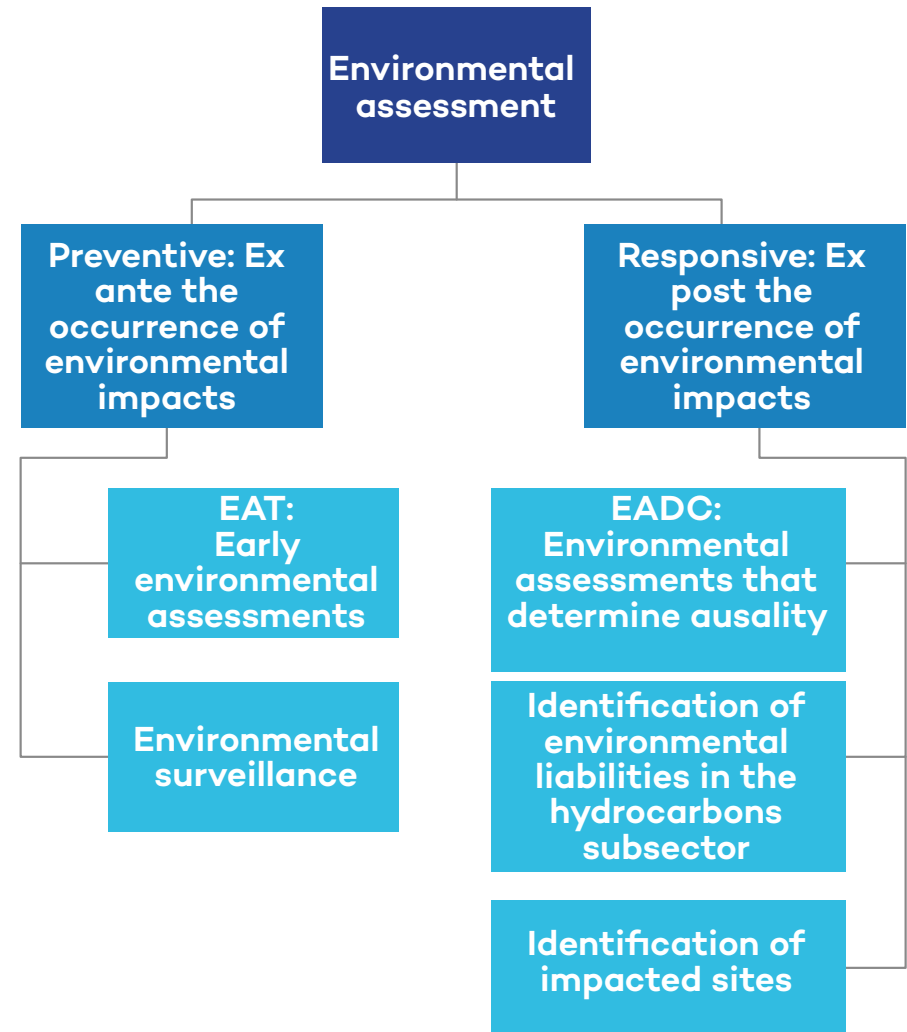 Environmental
assessment
Preventive: Ex
ante the
occurrence of
environmental
impacts
Responsive: Ex
post the
occurrence of
environmental
impacts
EAT:
Early
environmental
assessments
Environmental
surveillance
EADC:
Environmental
assessments that
determine ausality
Identification of
environmental
liabilities in the
hydrocarbons
subsector
Identification of
impacted sites